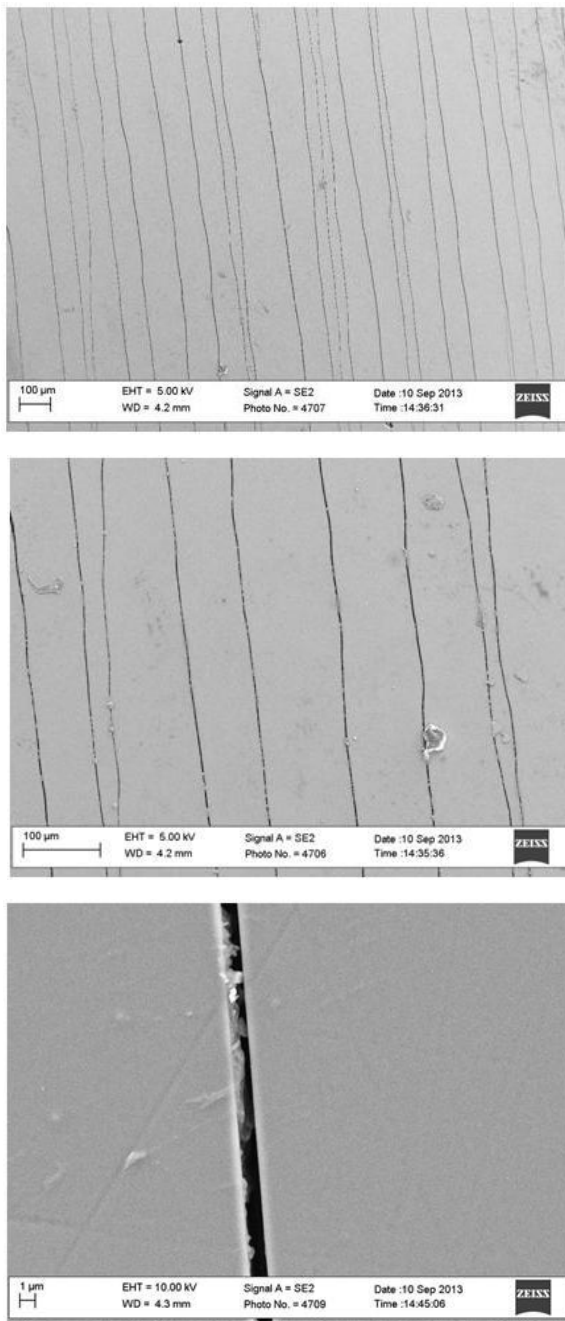 100 µm
EHT = 5.00 kV Signal A = SE2 Date :10 Sep 2013
WD = 4.2 mm Photo No. = 4707 Time :14:36:31
ZEISS
100 µm
EHT = 5.00 kV Signal A = SE2 Date :10 Sep 2013
WD = 4.2 mm Photo No. = 4706 Time :14:35:36
ZEISS
1 µm
EHT = 10.00 kV Signal A = SE2 Date :10 Sep 2013
WD = 4.3 mm Photo No. = 4709 Time :14:45:06
ZEISS